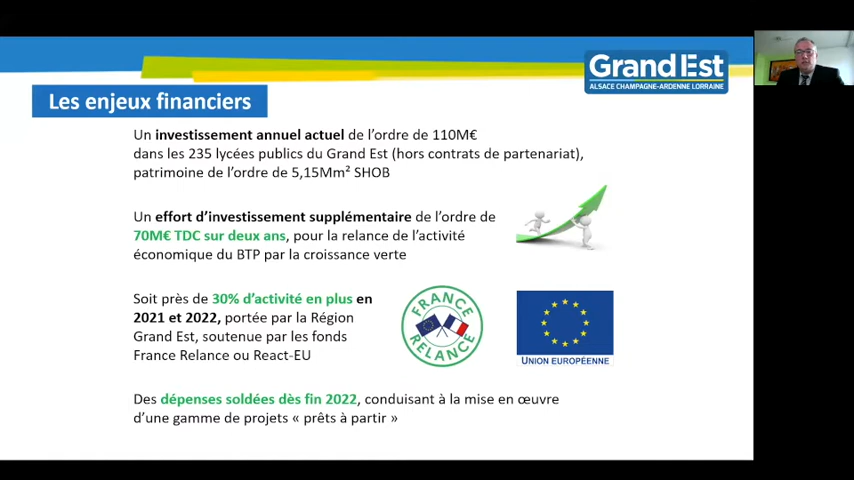 Grand Est
ALSACE CHAMPAGNE-ARDENNE LORRAINE
Les enjeux financiers
Un investissement annuel actuel de l'ordre de 110M€
dans les 235 lycées publics du Grand Est (hors contrats de partenariat),
patrimoine de l'ordre de 5,15Mm² SHOB
Un effort d'investissement supplémentaire de l'ordre de
70M€ TDC sur deux ans, pour la relance de l'activité
économique du BTP par la croissance verte
Soit près de 30% d'activité en plus en
2021 et 2022, portée par la Région
Grand Est, soutenue par les fonds
France Relance ou React-EU
FRANCE
RELANCE
UNION EUROPÉENNE
Des dépenses soldées dès fin 2022, conduisant à la mise en œuvre
d'une gamme de projets « prêts à partir »